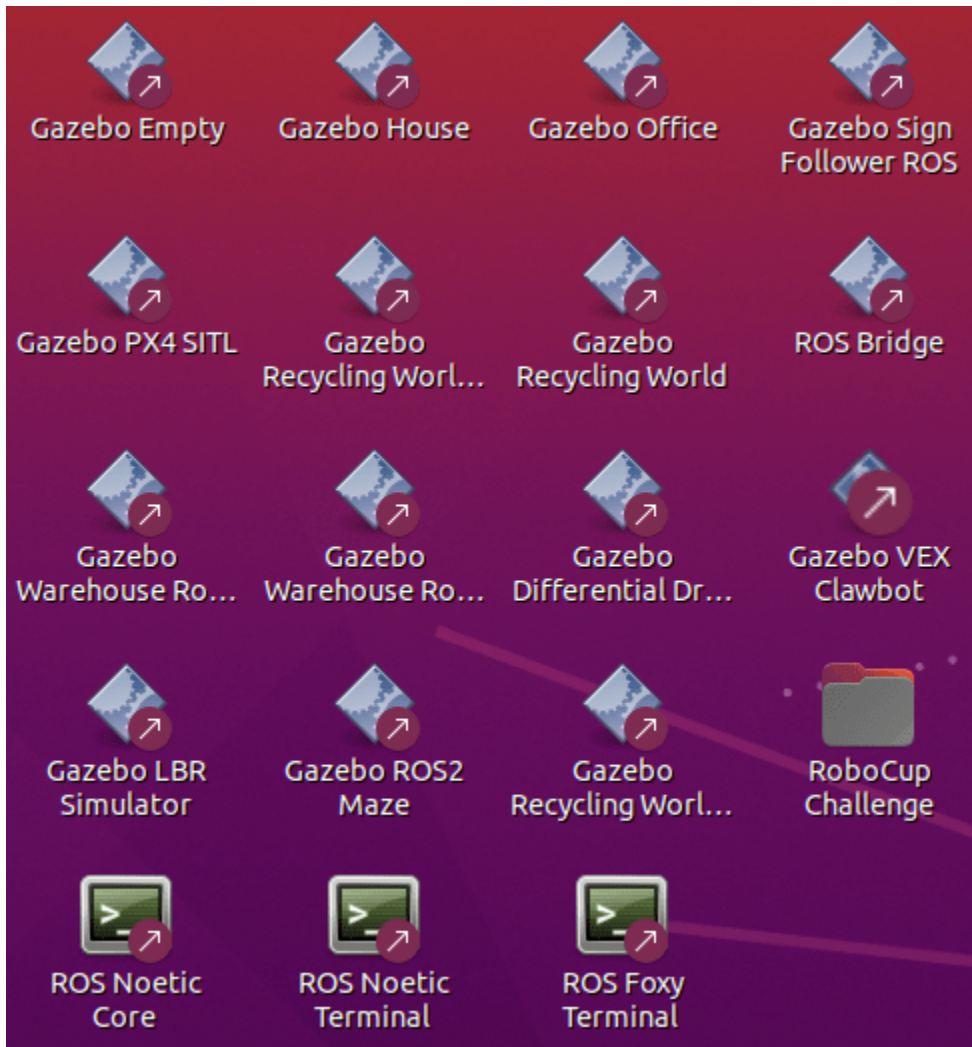 Gazebo Empty
Gazebo House
Gazebo Office
Gazebo Sign
Follower ROS
Gazebo PX4 SITL
Gazebo
Recycling Worl...
Gazebo
Recycling World
ROS Bridge
Gazebo
Warehouse Ro...
Gazebo
Warehouse Ro...
Gazebo
Differential Dr...
Gazebo VEX
Clawbot
Gazebo LBR
Simulator
Gazebo ROS2
Maze
Gazebo
Recycling Worl...
RoboCup
Challenge
>_
ROS Noetic
Core
>_
ROS Noetic
Terminal
>_
ROS Foxy
Terminal